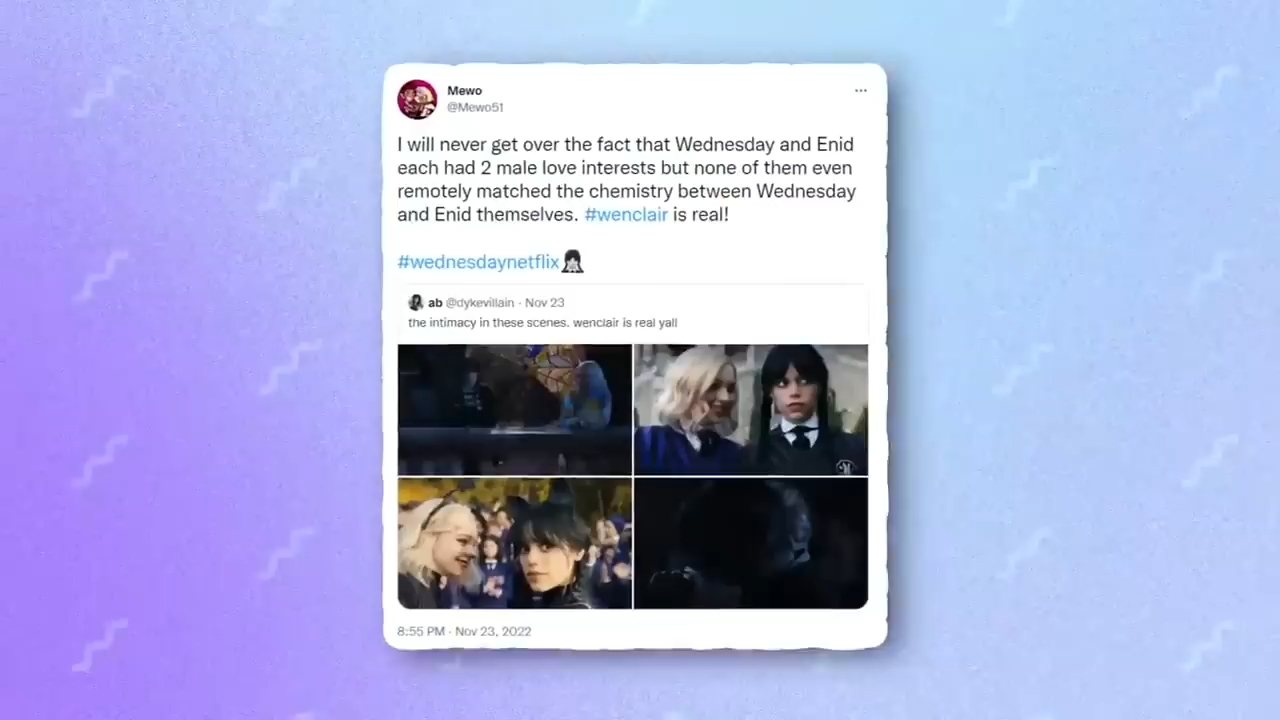 Mewo
@Mewo51
I will never get over the fact that Wednesday and Enid
each had 2 male love interests but none of them even
remotely matched the chemistry between Wednesday
and Enid themselves. #wenclair is real!
#wednesdaynetflix
ab @dykevillain · Nov 23
the intimacy in these scenes. wenclair is real yall
8:55 PM · Nov 23, 2022